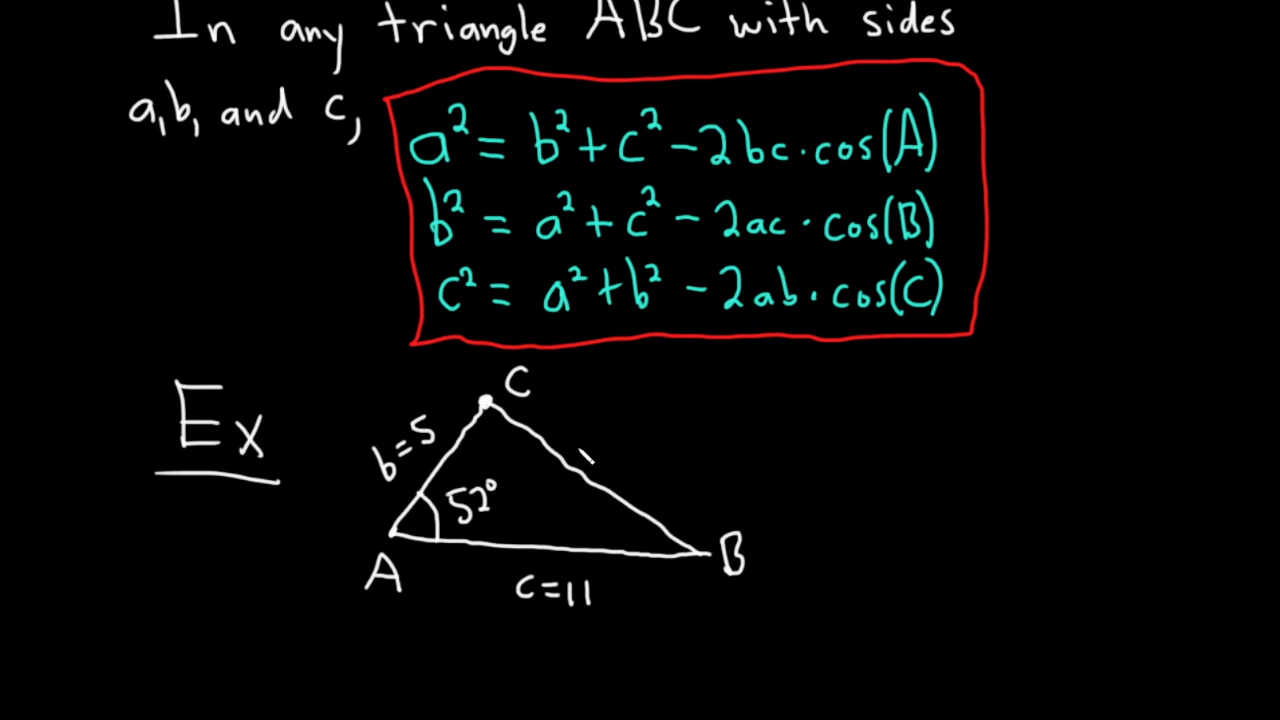 In any triangle ABC with sides
a, b, and c,
a² = b² + c² - 2bc · cos(A)
b² = a² + c² - 2ac · cos(B)
c² = a² + b² - 2ab · cos(C)
Ex
C
b=5
52°
A
B
c=11